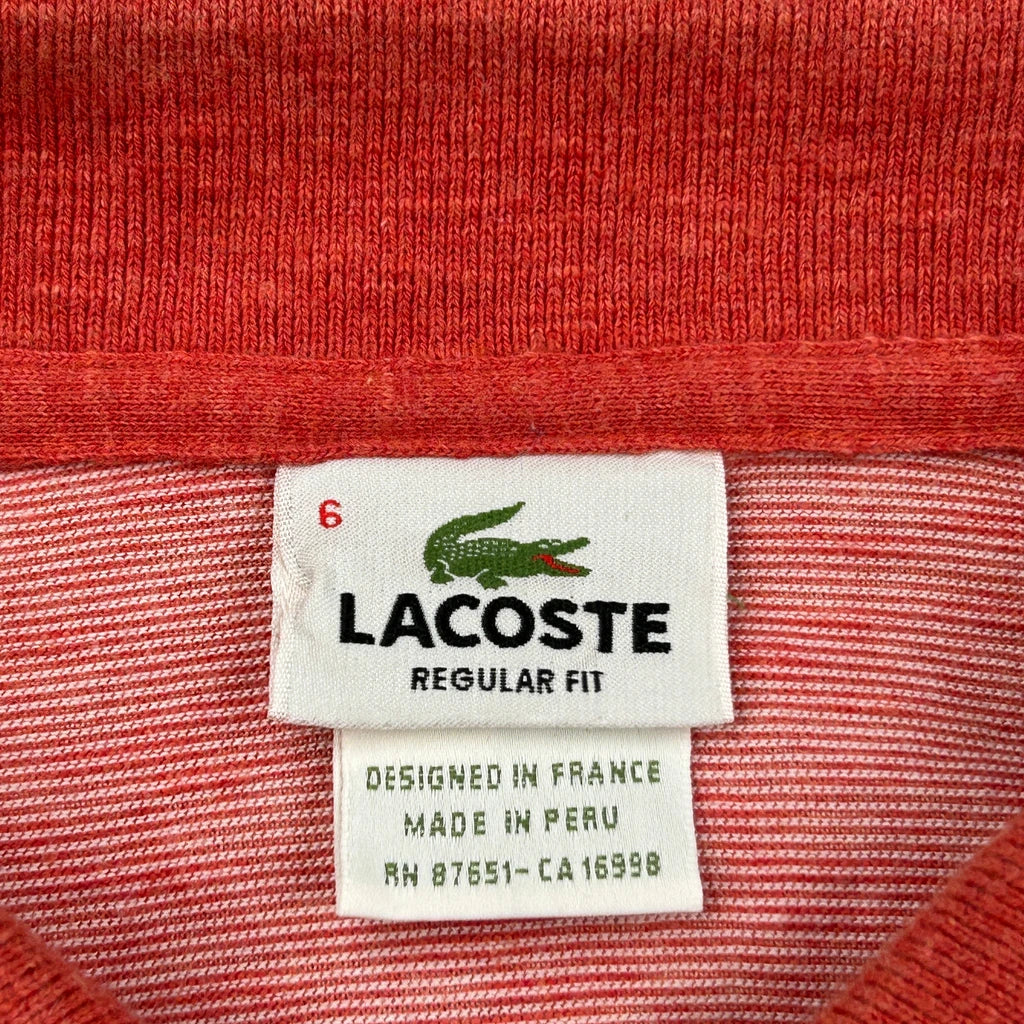 6
LACOSTE
REGULAR FIT
DESIGNED IN FRANCE
MADE IN PERU
RN 87651-CA 16998